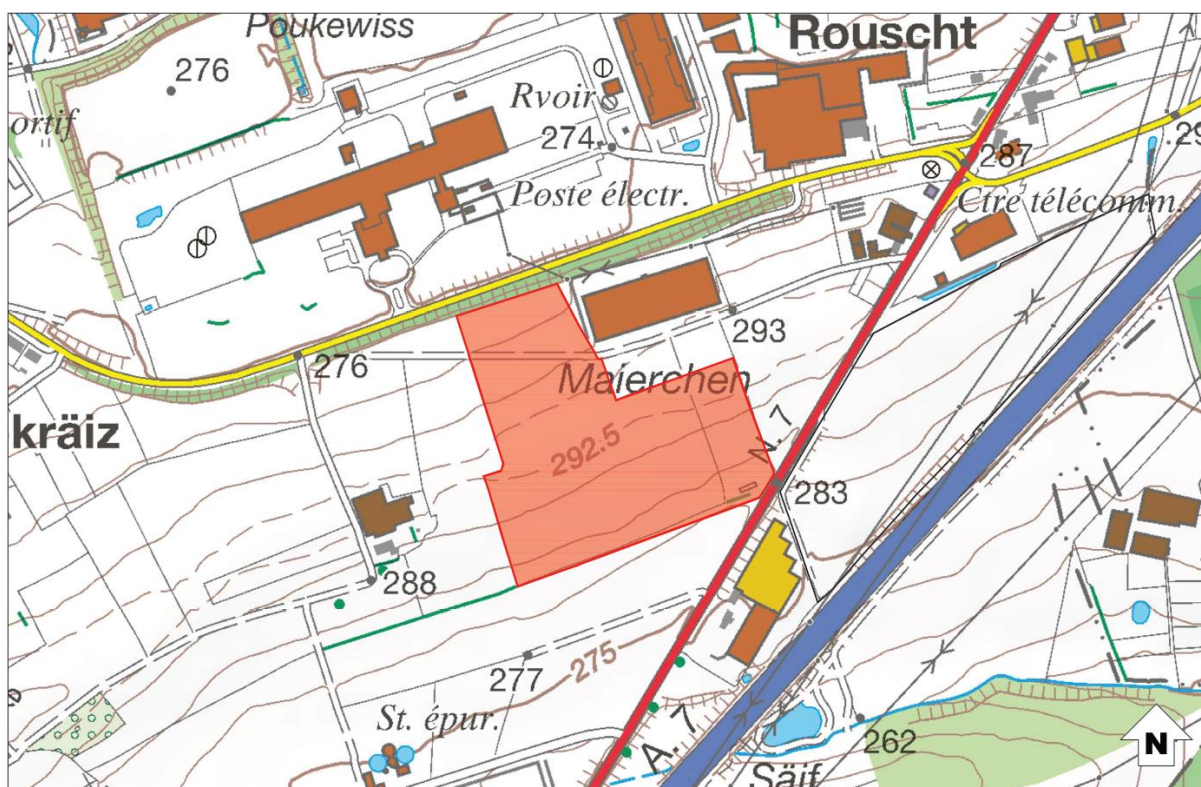 Poukewiss
Rouscht
276
ortif
Rvoir
274
287
29
Poste électr.
Ctre télécomm.
293
276
Maierchen
kräiz
292.5
N. 7
283
288
277
275
St. épur.
A. 7
262
Säif
N